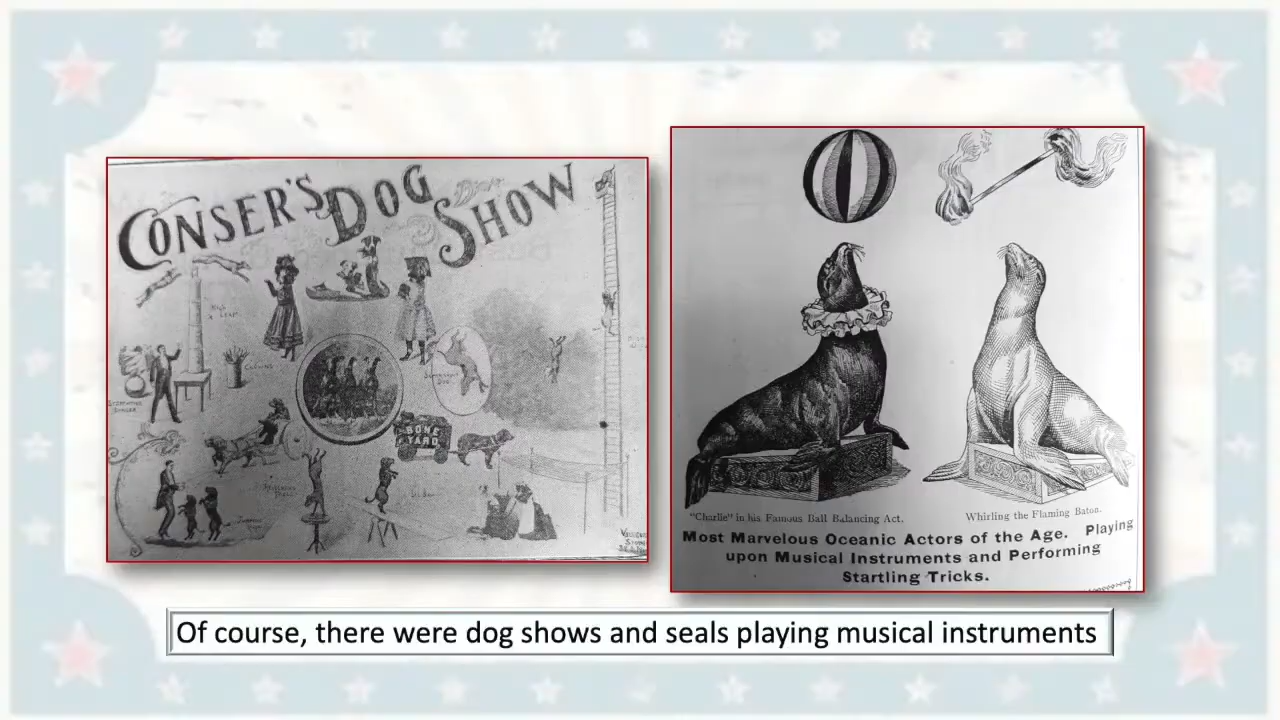 CONSER'S DOG SHOW
CLOWNS
BONE
YARD
"Charlie" in his Famous Ball Balancing Act.
Whirling the Flaming Baton.
Most Marvelous Oceanic Actors of the Age. Playing
upon Musical Instruments and Performing
Startling Tricks.
Of course, there were dog shows and seals playing musical instruments